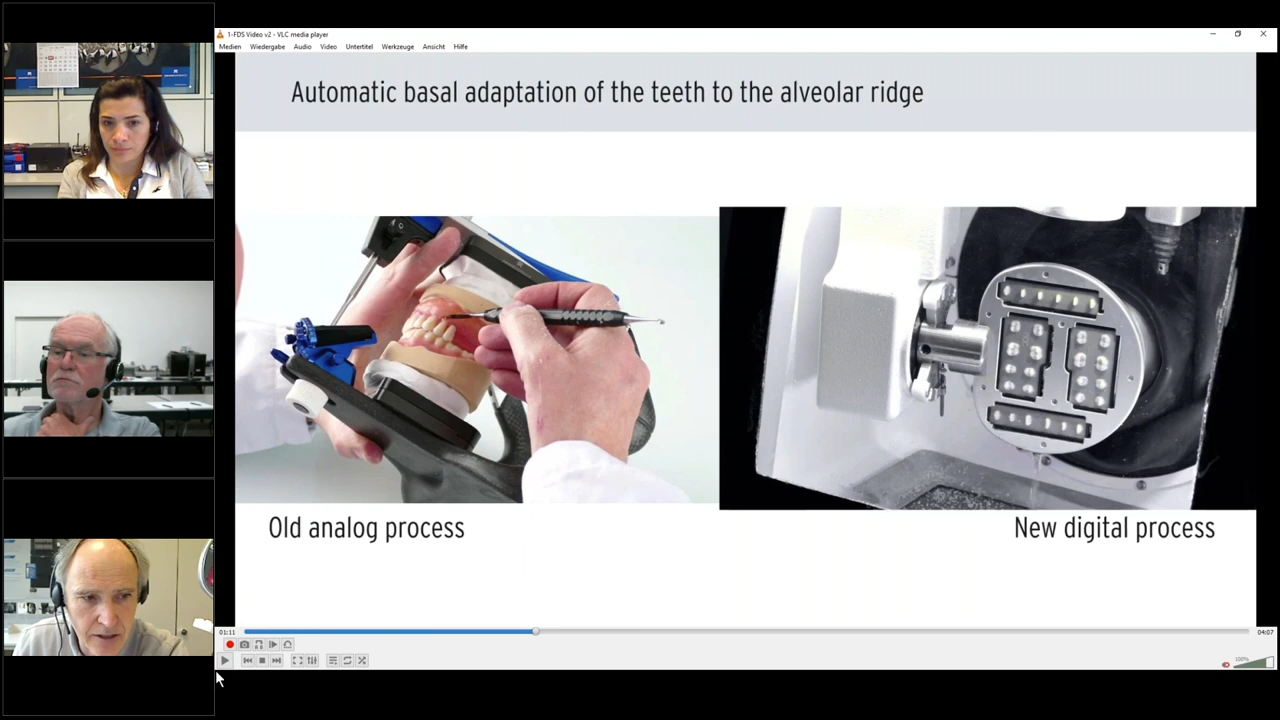 1-FDS Video v2 - VLC media player
Medien Wiedergabe Audio Video Untertitel Werkzeuge Ansicht Hilfe
Automatic basal adaptation of the teeth to the alveolar ridge
Old analog process
New digital process
01:11
04:07
100%